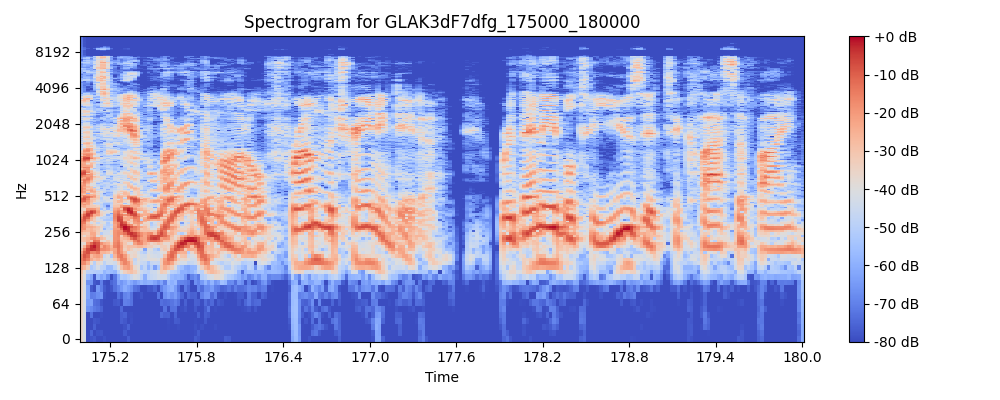 Spectrogram for GLAK3dF7dfg_175000_180000
8192
4096
2048
1024
512
256
128
64
0
Hz
175.2 175.8 176.4 177.0 177.6 178.2 178.8 179.4 180.0
Time
+0 dB
-10 dB
-20 dB
-30 dB
-40 dB
-50 dB
-60 dB
-70 dB
-80 dB